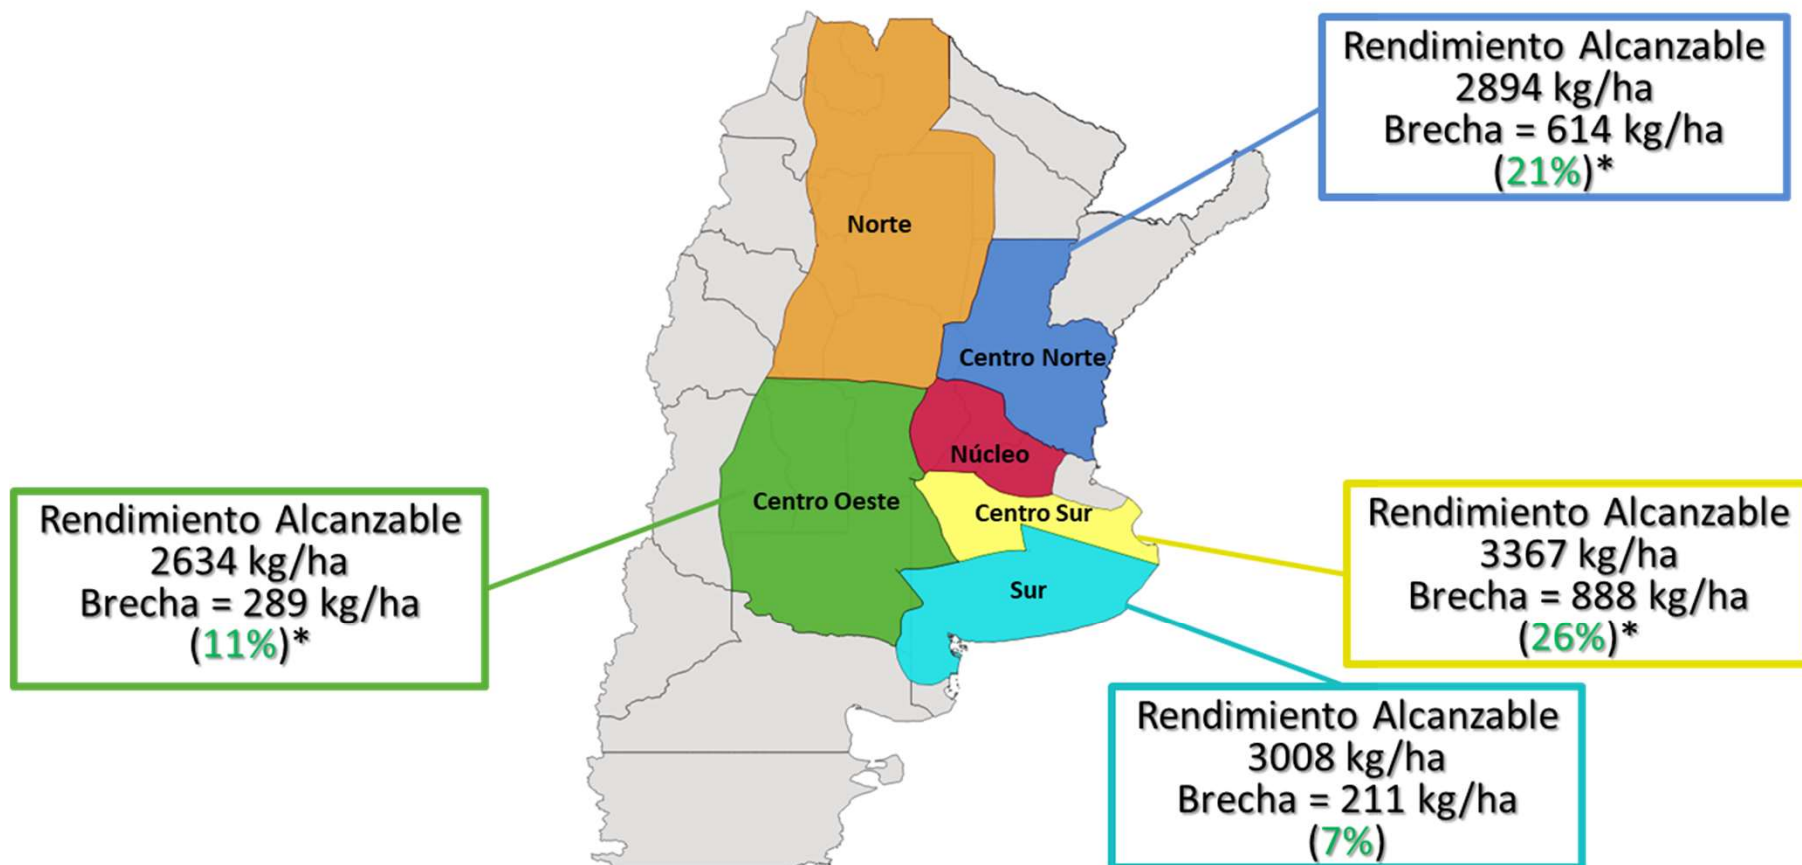 Rendimiento Alcanzable
2894 kg/ha
Brecha = 614 kg/ha
(21%)*
Norte
Centro Norte
Núcleo
Centro Oeste
Centro Sur
Sur
Rendimiento Alcanzable
2634 kg/ha
Brecha = 289 kg/ha
(11%)*
Rendimiento Alcanzable
3367 kg/ha
Brecha = 888 kg/ha
(26%)*
Rendimiento Alcanzable
3008 kg/ha
Brecha = 211 kg/ha
(7%)